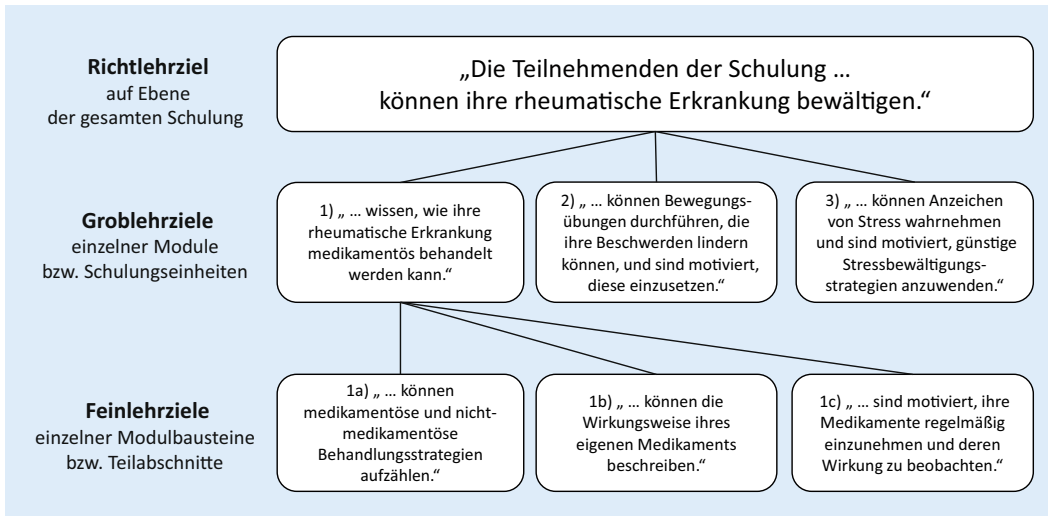 Richtlehrziel
auf Ebene
der gesamten Schulung
„Die Teilnehmenden der Schulung ...
können ihre rheumatische Erkrankung bewältigen.“
Groblehrziele
einzelner Module
bzw. Schulungseinheiten
1) „ ... wissen, wie ihre
rheumatische Erkrankung
medikamentös behandelt
werden kann.“
2) „ ... können Bewegungs-
übungen durchführen, die
ihre Beschwerden lindern
können, und sind motiviert,
diese einzusetzen.“
3) „ ... können Anzeichen
von Stress wahrnehmen
und sind motiviert, günstige
Stressbewältigungs-
strategien anzuwenden.“
Feinlehrziele
einzelner Modulbausteine
bzw. Teilabschnitte
1a) „ ... können
medikamentöse und nicht-
medikamentöse
Behandlungsstrategien
aufzählen.“
1b) „ ... können die
Wirkungsweise ihres
eigenen Medikaments
beschreiben.“
1c) „ ... sind motiviert, ihre
Medikamente regelmäßig
einzunehmen und deren
Wirkung zu beobachten.“